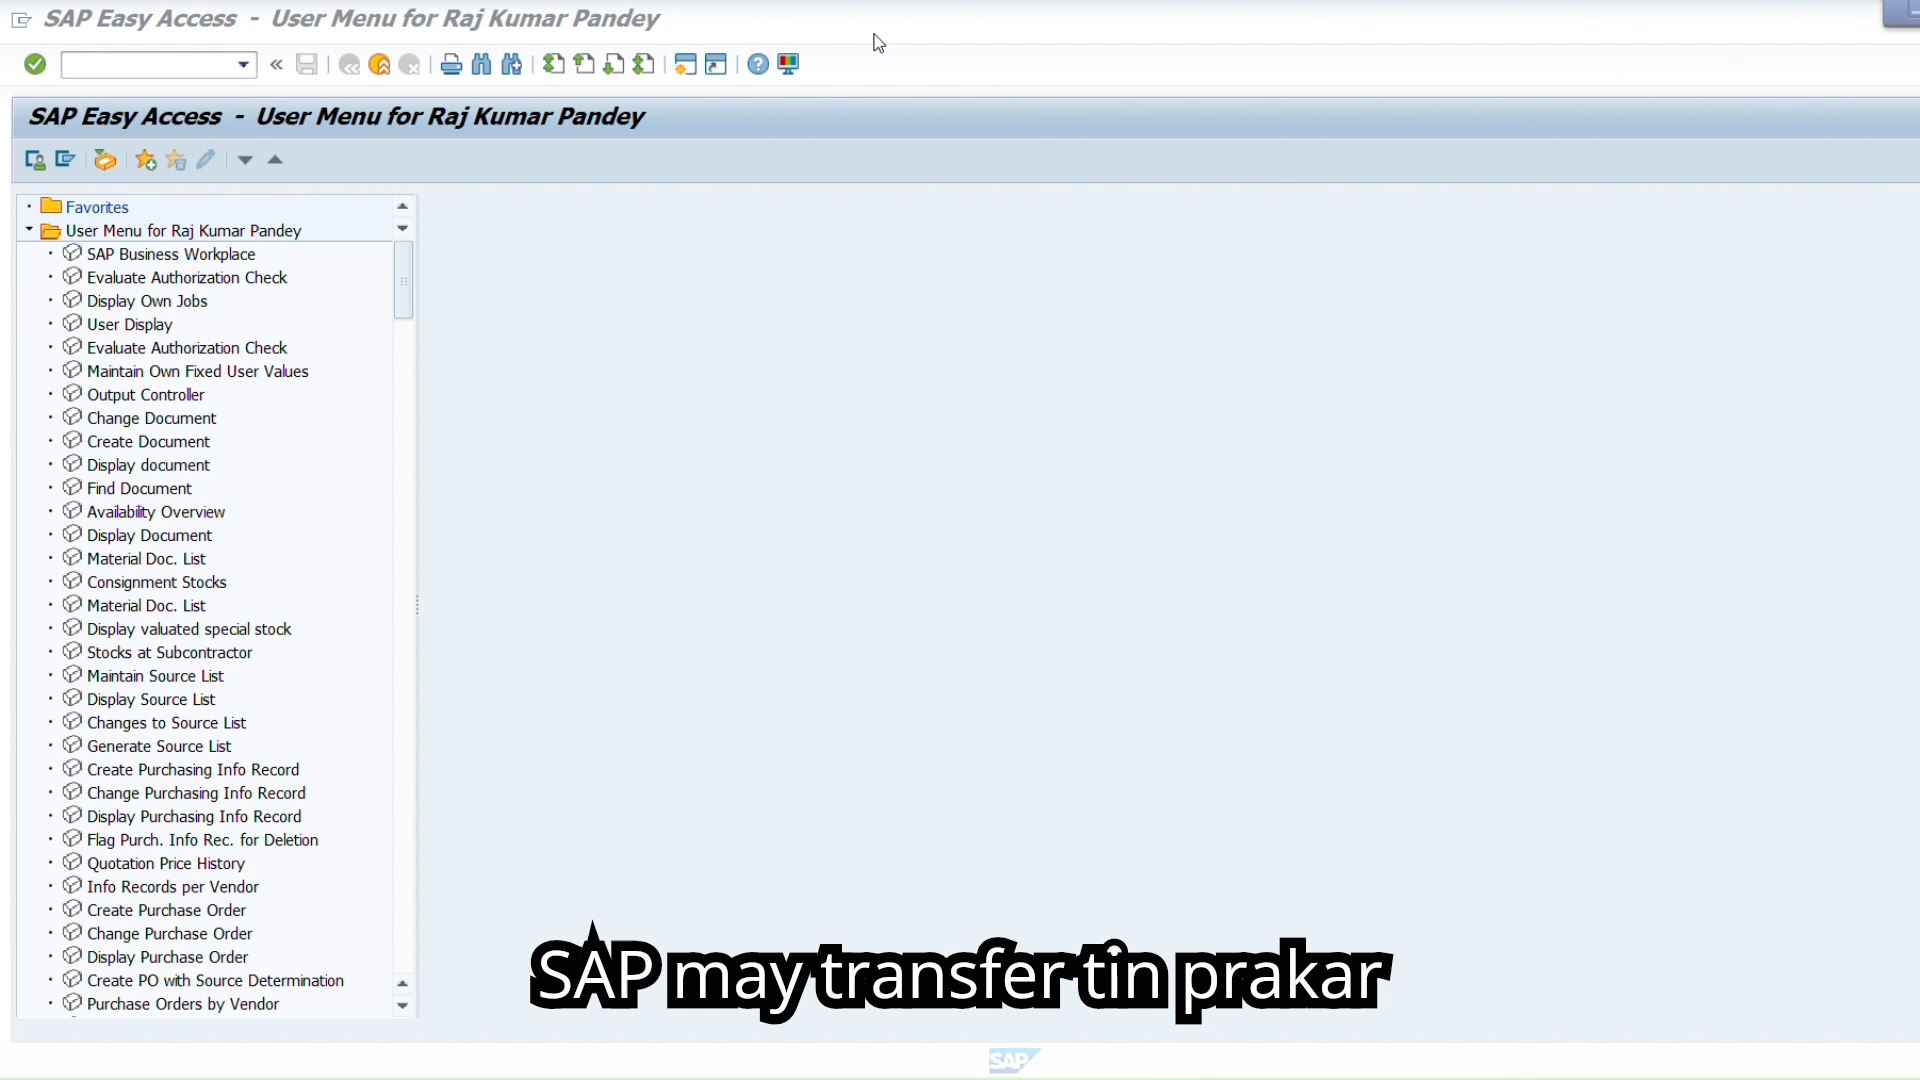 SAP Easy Access - User Menu for Raj Kumar Pandey
SAP Easy Access - User Menu for Raj Kumar Pandey
Favorites
User Menu for Raj Kumar Pandey
SAP Business Workplace
Evaluate Authorization Check
Display Own Jobs
User Display
Evaluate Authorization Check
Maintain Own Fixed User Values
Output Controller
Change Document
Create Document
Display document
Find Document
Availability Overview
Display Document
Material Doc. List
Consignment Stocks
Material Doc. List
Display valuated special stock
Stocks at Subcontractor
Maintain Source List
Display Source List
Changes to Source List
Generate Source List
Create Purchasing Info Record
Change Purchasing Info Record
Display Purchasing Info Record
Flag Purch. Info Rec. for Deletion
Quotation Price History
Info Records per Vendor
Create Purchase Order
Change Purchase Order
Display Purchase Order
Create PO with Source Determination
Purchase Orders by Vendor
SAP may transfer tin prakar
SAP